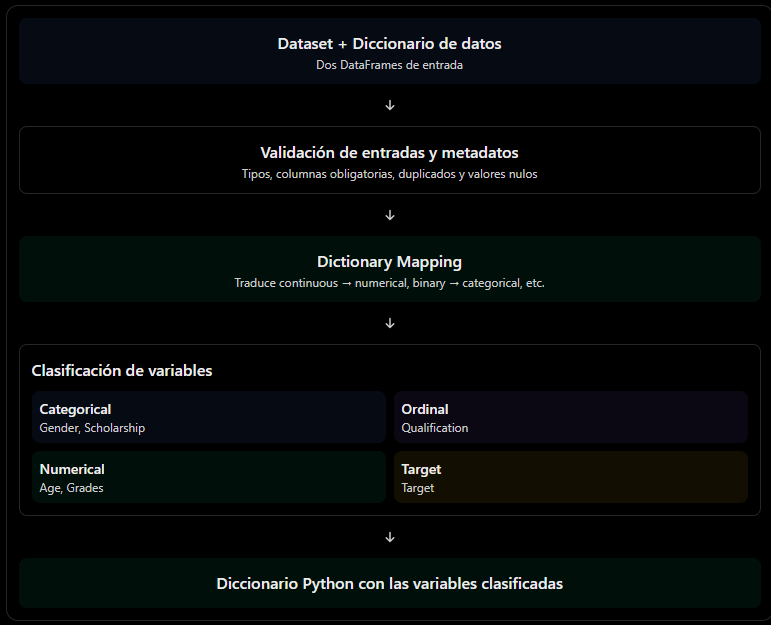 Dataset + Diccionario de datos
Dos DataFrames de entrada
↓
Validación de entradas y metadatos
Tipos, columnas obligatorias, duplicados y valores nulos
↓
Dictionary Mapping
Traduce continuous → numerical, binary → categorical, etc.
↓
Clasificación de variables
Categorical
Gender, Scholarship
Ordinal
Qualification
Numerical
Age, Grades
Target
Target
↓
Diccionario Python con las variables clasificadas